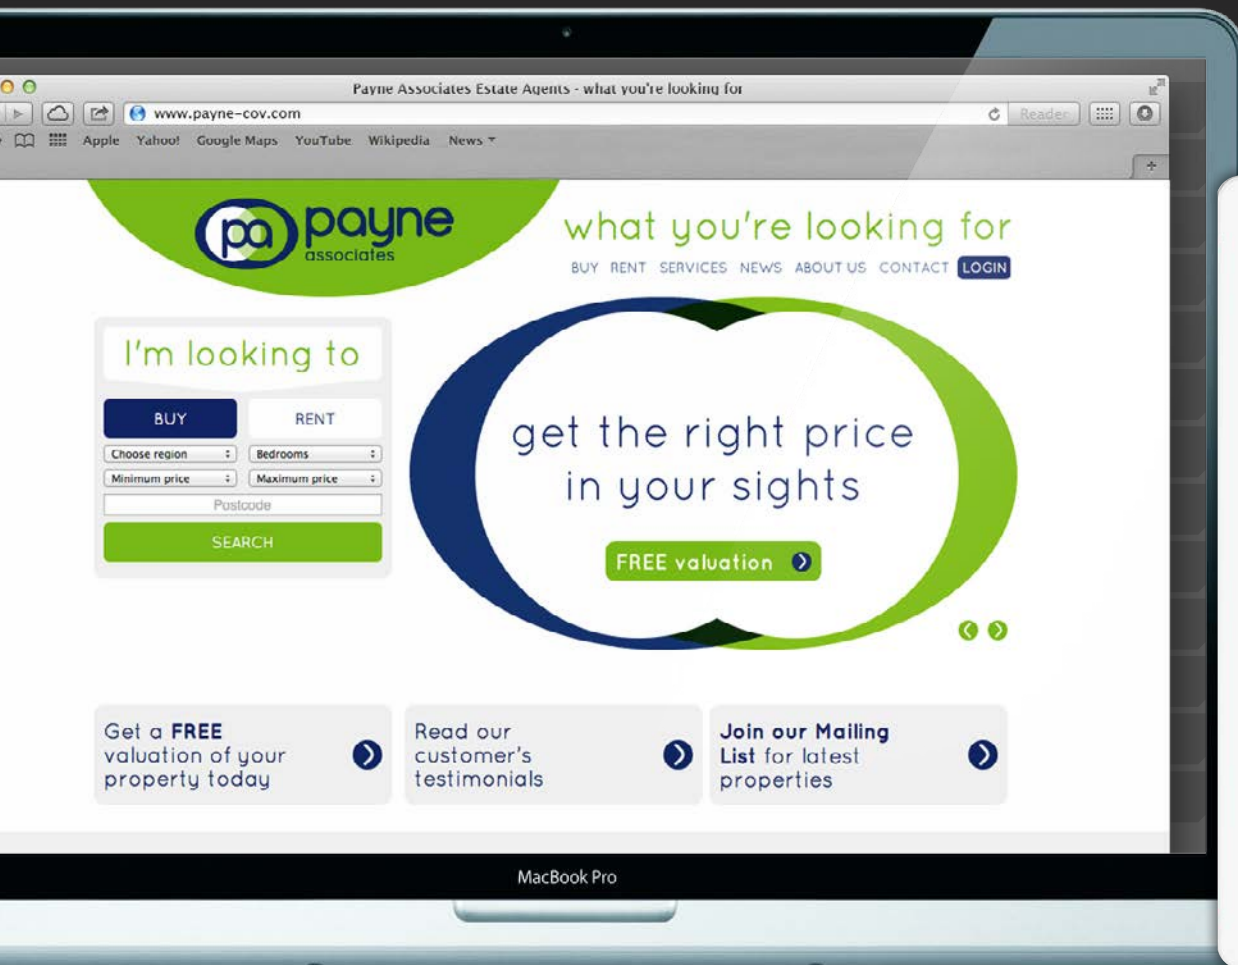 Payne Associates Estate Agents - what you're looking for
www.payne-cov.com
Reader
Apple Yahoo! Google Maps YouTube Wikipedia News
pa payne
associates
what you're looking for
BUY RENT SERVICES NEWS ABOUT US CONTACT LOGIN
I'm looking to
BUY RENT
Choose region Bedrooms
Minimum price Maximum price
Postcode
SEARCH
get the right price
in your sights
FREE valuation
Get a FREE
valuation of your
property today
Read our
customer's
testimonials
Join our Mailing
List for latest
properties
MacBook Pro